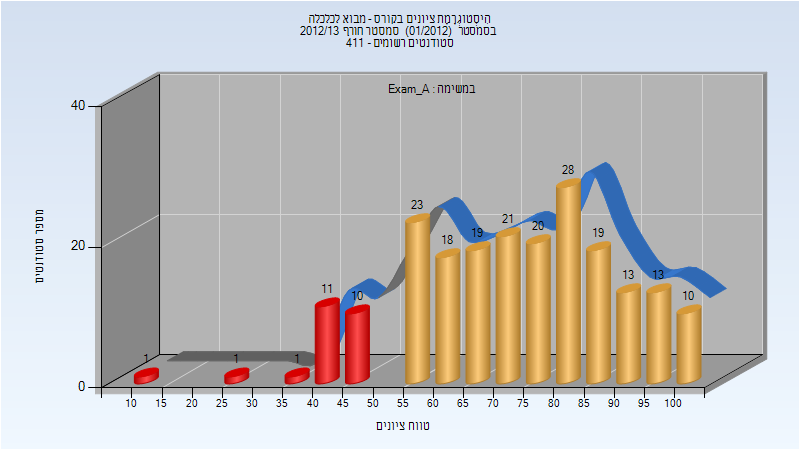 היסטוגרמת ציונים בקורס - מבוא לכלכלה
בסמסטר (01/2012) סמסטר חורף 2012/13
סטודנטים רשומים - 411
במשימה : Exam_A
מספר סטודנטים
40
20
0
1
1
1
11
10
23
18
19
21
20
28
19
13
13
10
10 15 20 25 30 35 40 45 50 55 60 65 70 75 80 85 90 95 100
טווח ציונים